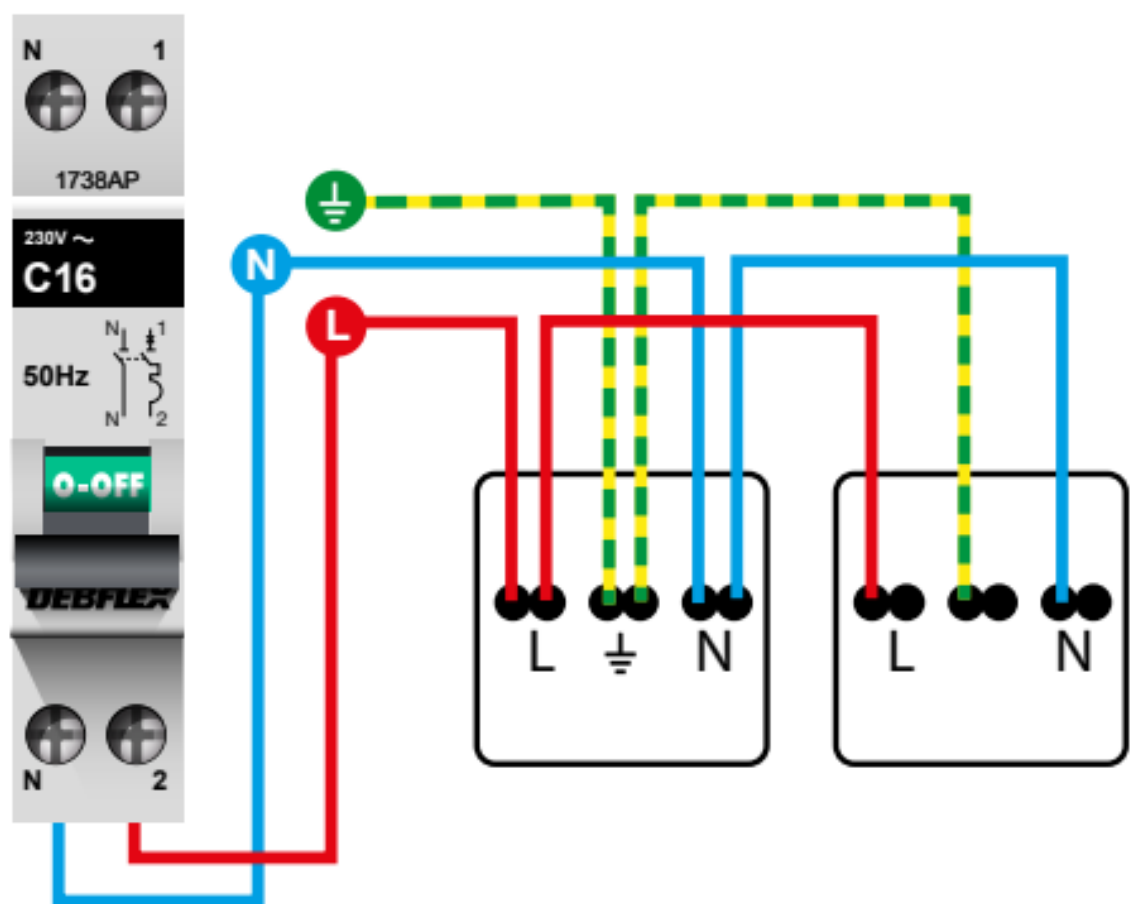 N 1
1738AP
230V ~
C16
N 1
50Hz
N 2
O-OFF
DEBFLEX
N 2
N
L
L N
L N